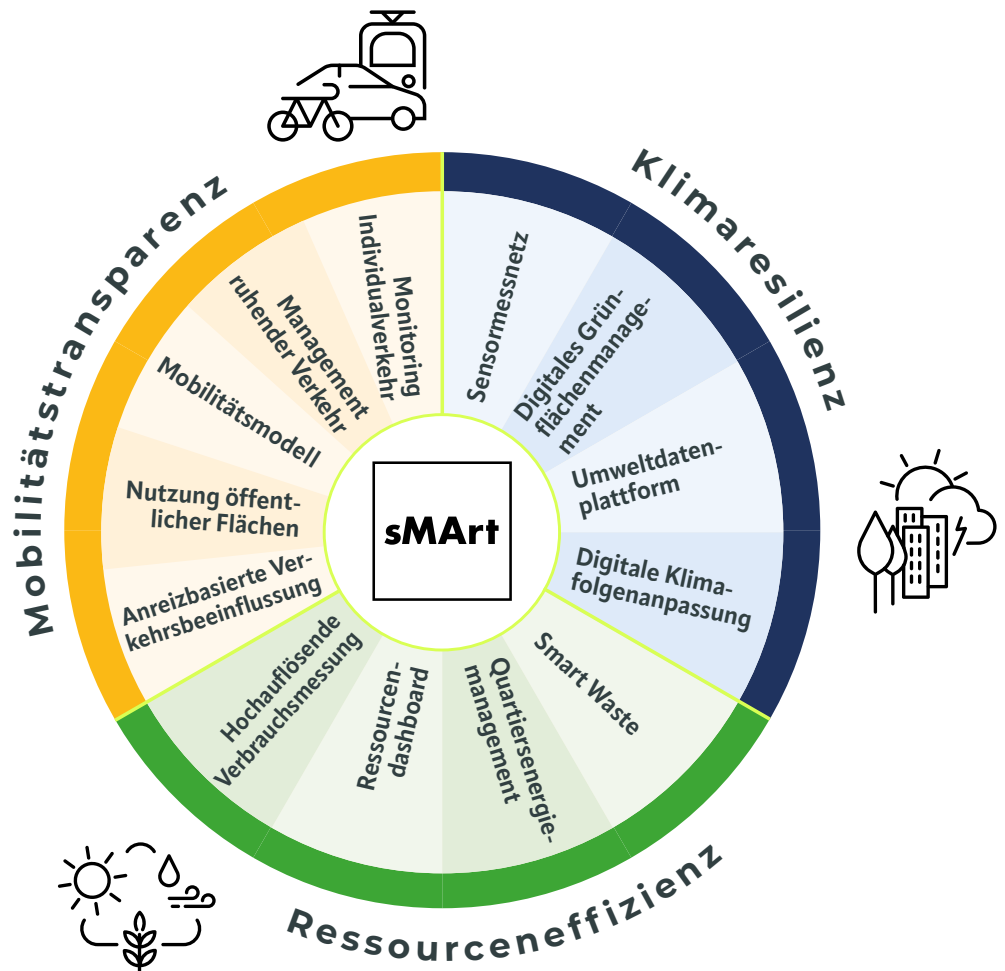 Klimaresilienz
Sensormessnetz
Digitales Grün-
flächenmanage-
ment
Umweltdaten-
plattform
Digitale Klima-
folgenanpassung
Ressourceneffizienz
Smart Waste
Quartiersenergie-
management
Ressourcen-
dashboard
Hochauflösende
Verbrauchsmessung
Mobilitätstransparenz
Anreizbasierte Ver-
kehrsbeeinflussung
Nutzung öffent-
licher Flächen
Mobilitätsmodell
Management
ruhender Verkehr
Monitoring
Individualverkehr
sMArt